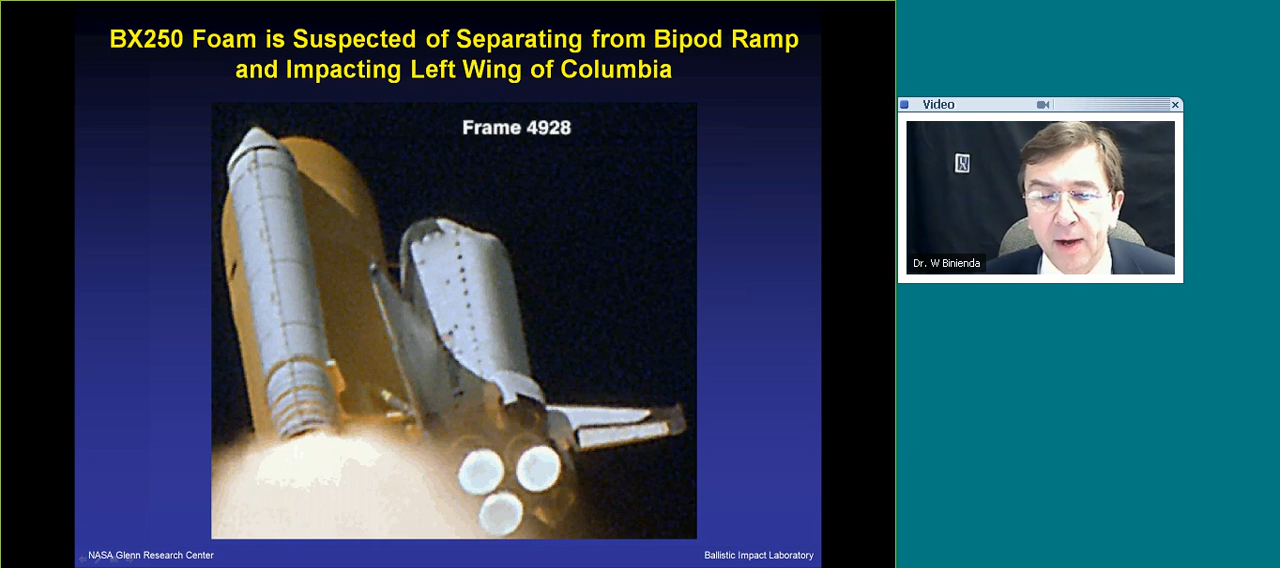 BX250 Foam is Suspected of Separating from Bipod Ramp
and Impacting Left Wing of Columbia
Frame 4928
NASA Glenn Research Center
Ballistic Impact Laboratory
Video
Dr. W Binienda